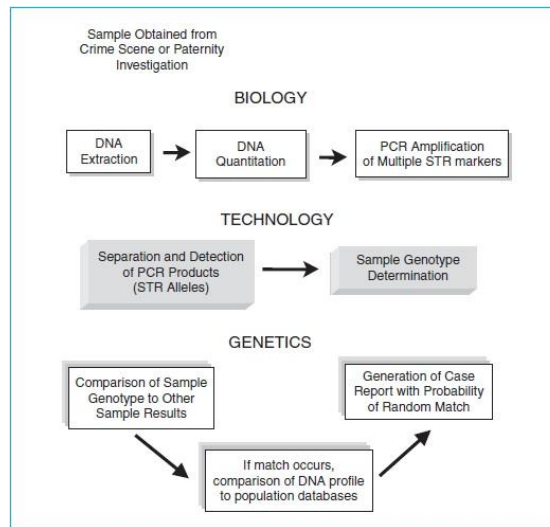 Sample Obtained from
Crime Scene or Paternity
Investigation
BIOLOGY
DNA
Extraction
DNA
Quantitation
PCR Amplification
of Multiple STR markers
TECHNOLOGY
Separation and Detection
of PCR Products
(STR Alleles)
Sample Genotype
Determination
GENETICS
Comparison of Sample
Genotype to Other
Sample Results
If match occurs,
comparison of DNA profile
to population databases
Generation of Case
Report with Probability
of Random Match